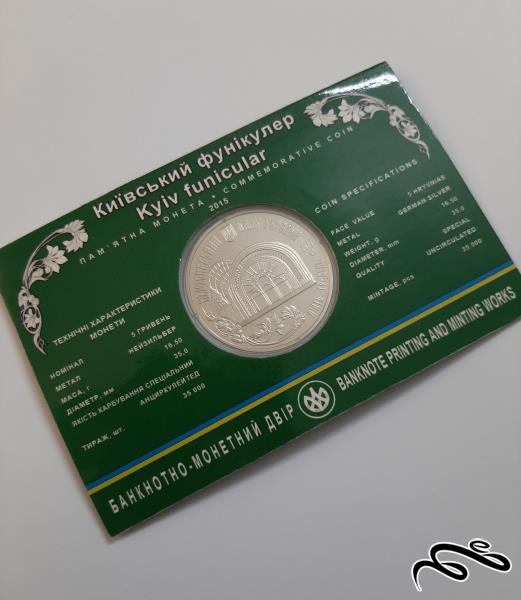 Київський фунікулер
Kyiv funicular
ПАМ'ЯТНА МОНЕТА • COMMEMORATIVE COIN
2015
ТЕХНІЧНІ ХАРАКТЕРИСТИКИ
МОНЕТИ
НОМІНАЛ 5 ГРИВЕНЬ
МЕТАЛ НЕЙЗИЛЬБЕР
МАСА, г 16,50
ДІАМЕТР, мм 35,0
ЯКІСТЬ КАРБУВАННЯ СПЕЦІАЛЬНИЙ
АНЦИРКУЛЕЙТЕД
ТИРАЖ, шт. 35 000
COIN SPECIFICATIONS
FACE VALUE 5 HRYVNIAS
METAL GERMAN SILVER
WEIGHT, g 16,50
DIAMETER, mm 35,0
QUALITY SPECIAL
UNCIRCULATED
MINTAGE, pcs 35 000
БАНКНОТНО-МОНЕТНИЙ ДВІР BANKNOTE PRINTING AND MINTING WORKS